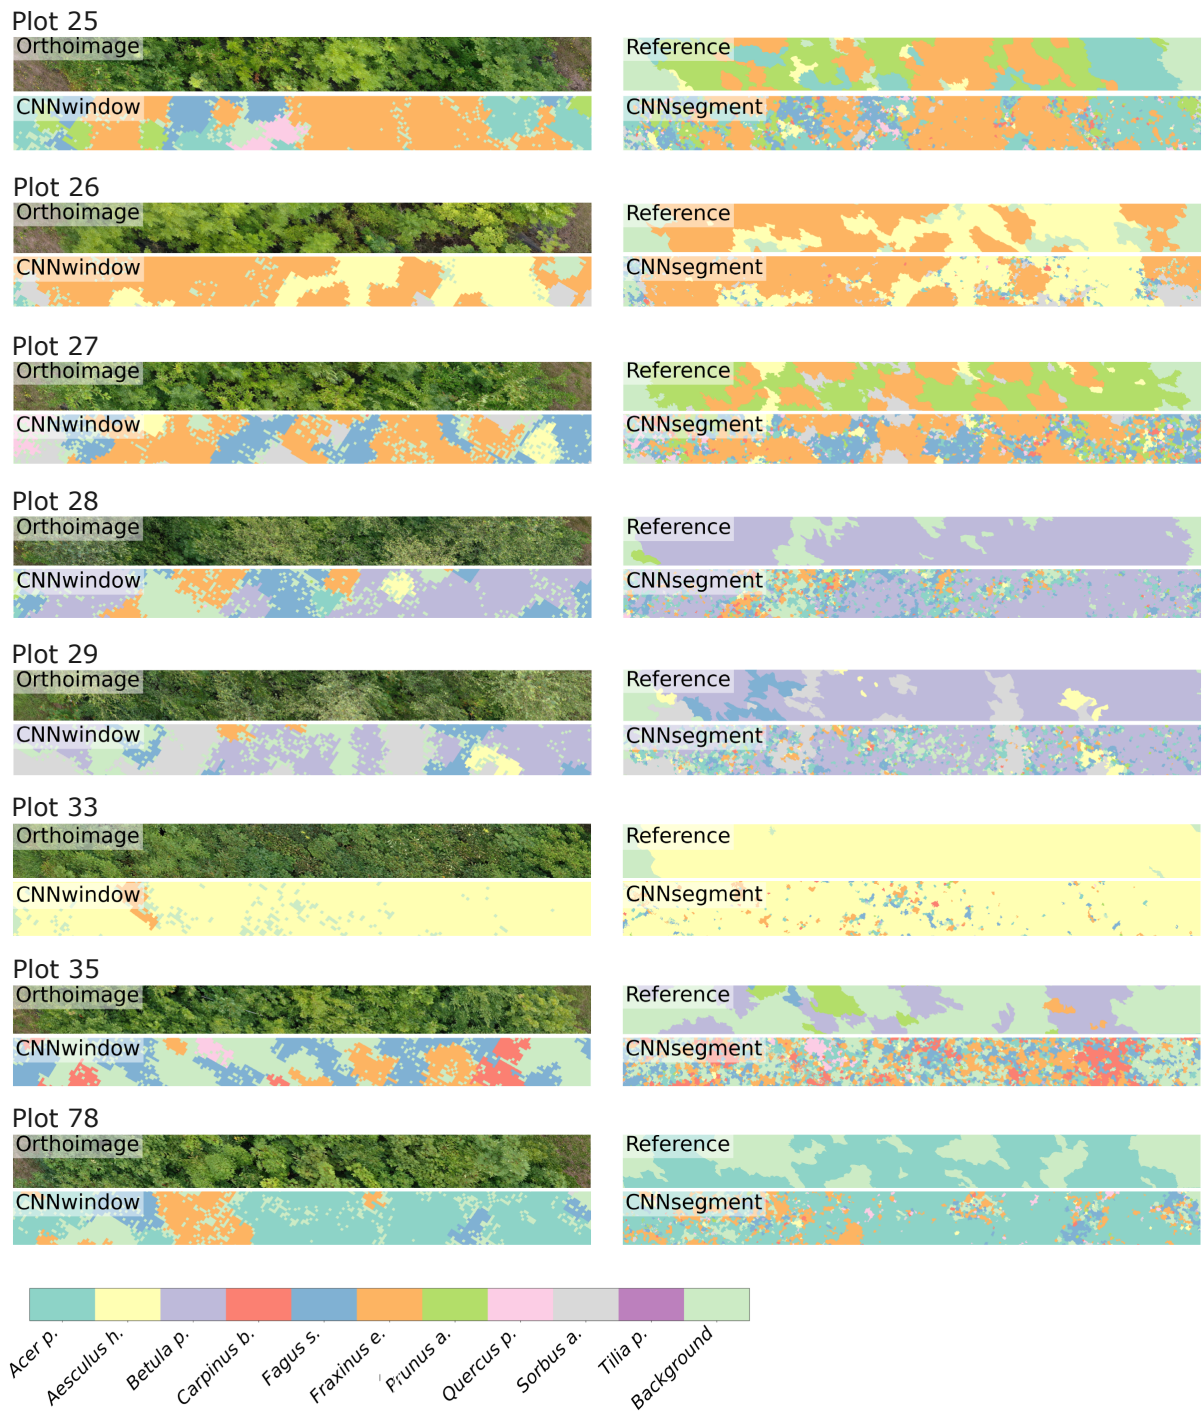 Plot 25
Orthoimage
Reference
CNNwindow
CNNsegment
Plot 26
Orthoimage
Reference
CNNwindow
CNNsegment
Plot 27
Orthoimage
Reference
CNNwindow
CNNsegment
Plot 28
Orthoimage
Reference
CNNwindow
CNNsegment
Plot 29
Orthoimage
Reference
CNNwindow
CNNsegment
Plot 33
Orthoimage
Reference
CNNwindow
CNNsegment
Plot 35
Orthoimage
Reference
CNNwindow
CNNsegment
Plot 78
Orthoimage
Reference
CNNwindow
CNNsegment
Acer p.
Aesculus h.
Betula p.
Carpinus b.
Fagus s.
Fraxinus e.
Prunus a.
Quercus p.
Sorbus a.
Tilia p.
Background